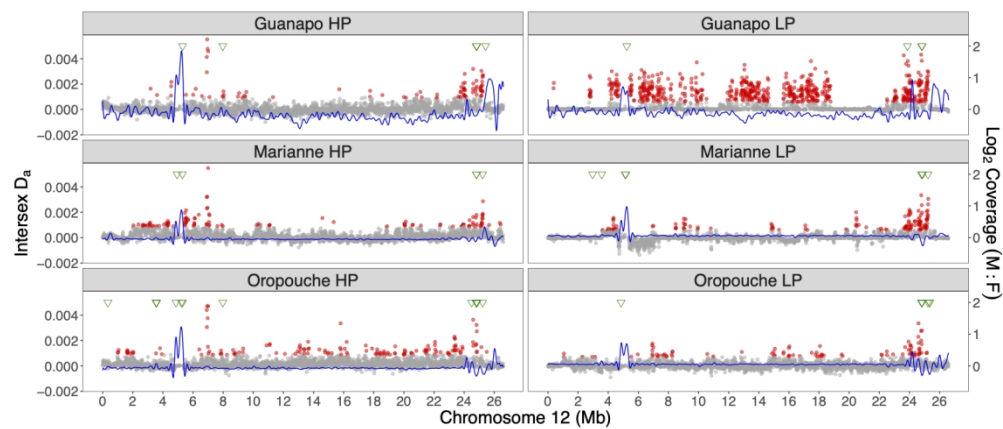 Guanapo HP
Guanapo LP
0.004
0.002
0.000
−0.002
2
1
0
Marianne HP
Marianne LP
0.004
0.002
0.000
−0.002
2
1
0
Oropouche HP
Oropouche LP
0.004
0.002
0.000
−0.002
2
1
0
0 2 4 6 8 10 12 14 16 18 20 22 24 26
0 2 4 6 8 10 12 14 16 18 20 22 24 26
Chromosome 12 (Mb)
Intersex Da
Log2 Coverage (M : F)